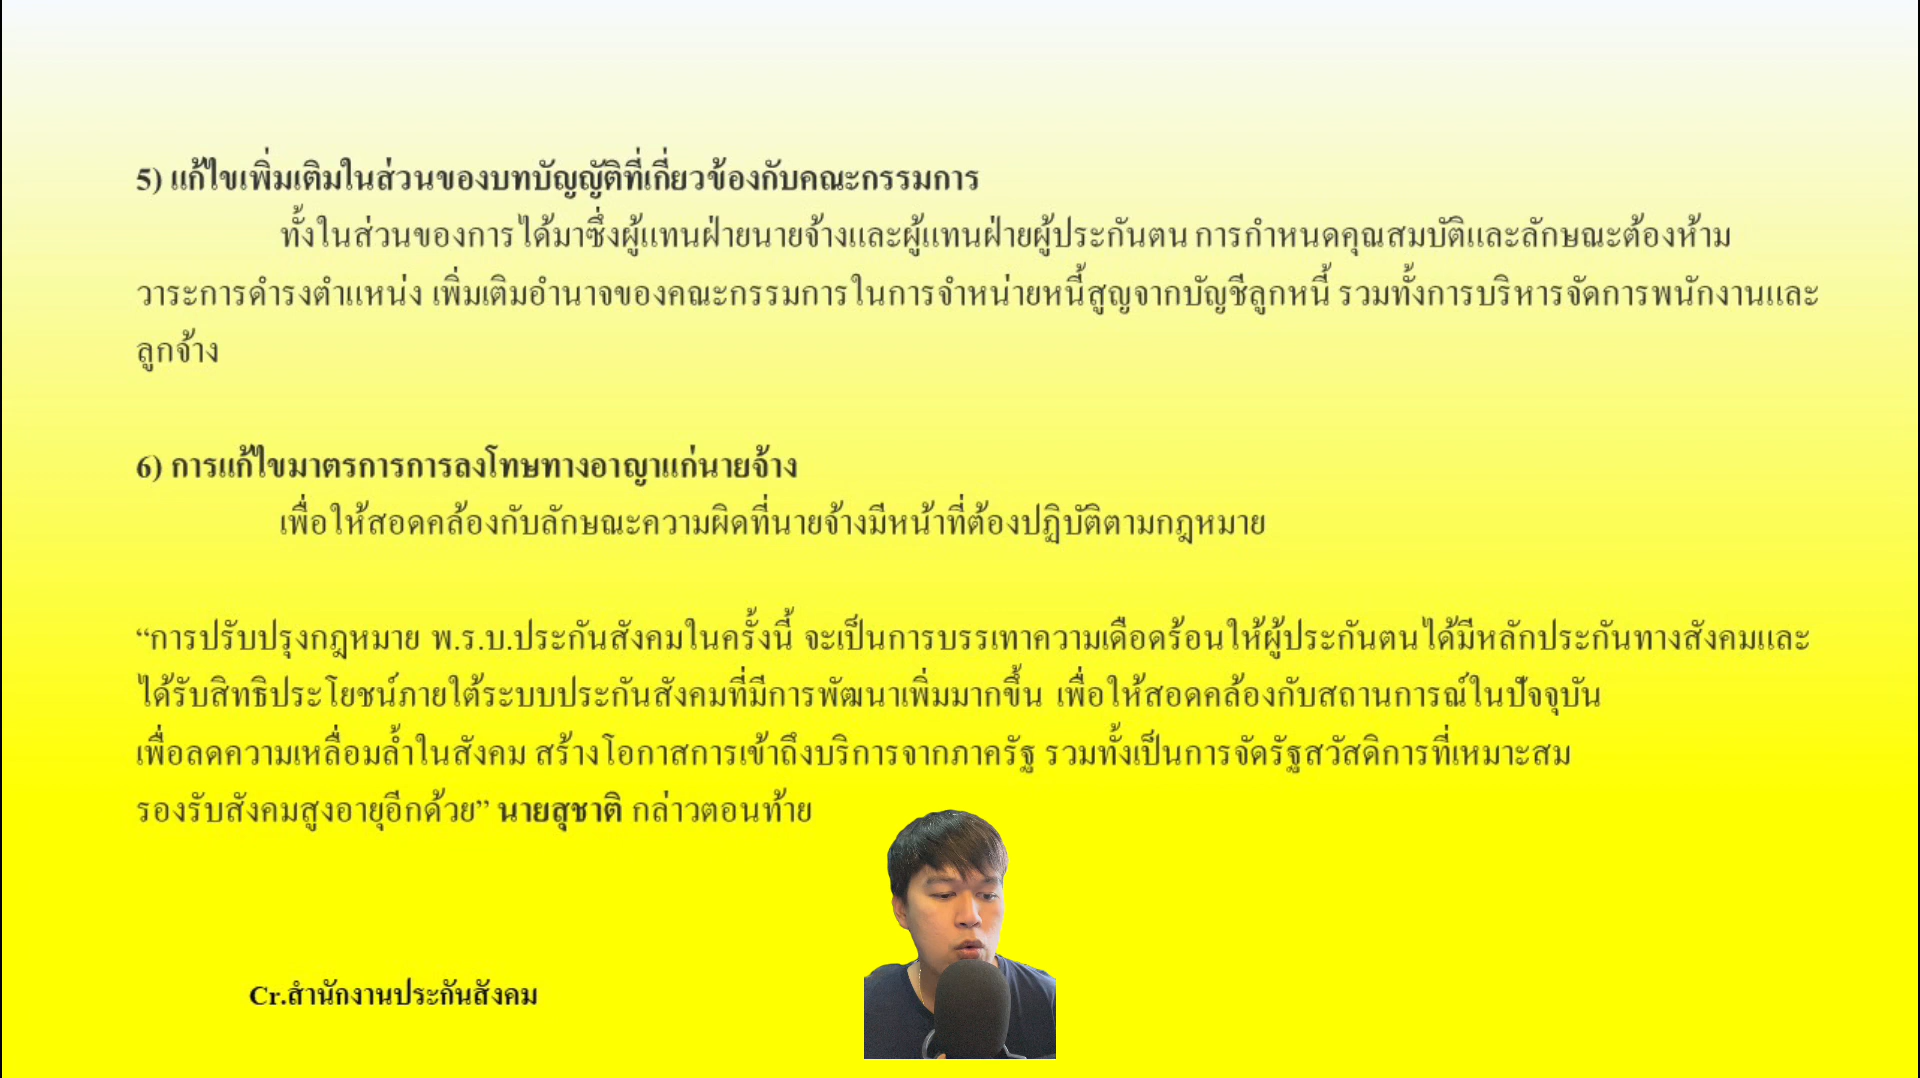 5) แก้ไขเพิ่มเติมในส่วนของบทบัญญัติที่เกี่ยวข้องกับคณะกรรมการ
ทั้งในส่วนของการได้มาซึ่งผู้แทนฝ่ายนายจ้างและผู้แทนฝ่ายผู้ประกันตน การกำหนดคุณสมบัติและลักษณะต้องห้าม
วาระการดำรงตำแหน่ง เพิ่มเติมอำนาจของคณะกรรมการในการจำหน่ายหนี้สูญจากบัญชีลูกหนี้ รวมทั้งการบริหารจัดการพนักงานและ
ลูกจ้าง
6) การแก้ไขมาตรการการลงโทษทางอาญาแก่นายจ้าง
เพื่อให้สอดคล้องกับลักษณะความผิดที่นายจ้างมีหน้าที่ต้องปฏิบัติตามกฎหมาย
“การปรับปรุงกฎหมาย พ.ร.บ.ประกันสังคมในครั้งนี้ จะเป็นการบรรเทาความเดือดร้อนให้ผู้ประกันตนได้มีหลักประกันทางสังคมและ
ได้รับสิทธิประโยชน์ภายใต้ระบบประกันสังคมที่มีการพัฒนาเพิ่มมากขึ้น เพื่อให้สอดคล้องกับสถานการณ์ในปัจจุบัน
เพื่อลดความเหลื่อมล้ำในสังคม สร้างโอกาสการเข้าถึงบริการจากภาครัฐ รวมทั้งเป็นการจัดรัฐสวัสดิการที่เหมาะสม
รองรับสังคมสูงอายุอีกด้วย” นายสุชาติ กล่าวตอนท้าย
Cr.สำนักงานประกันสังคม